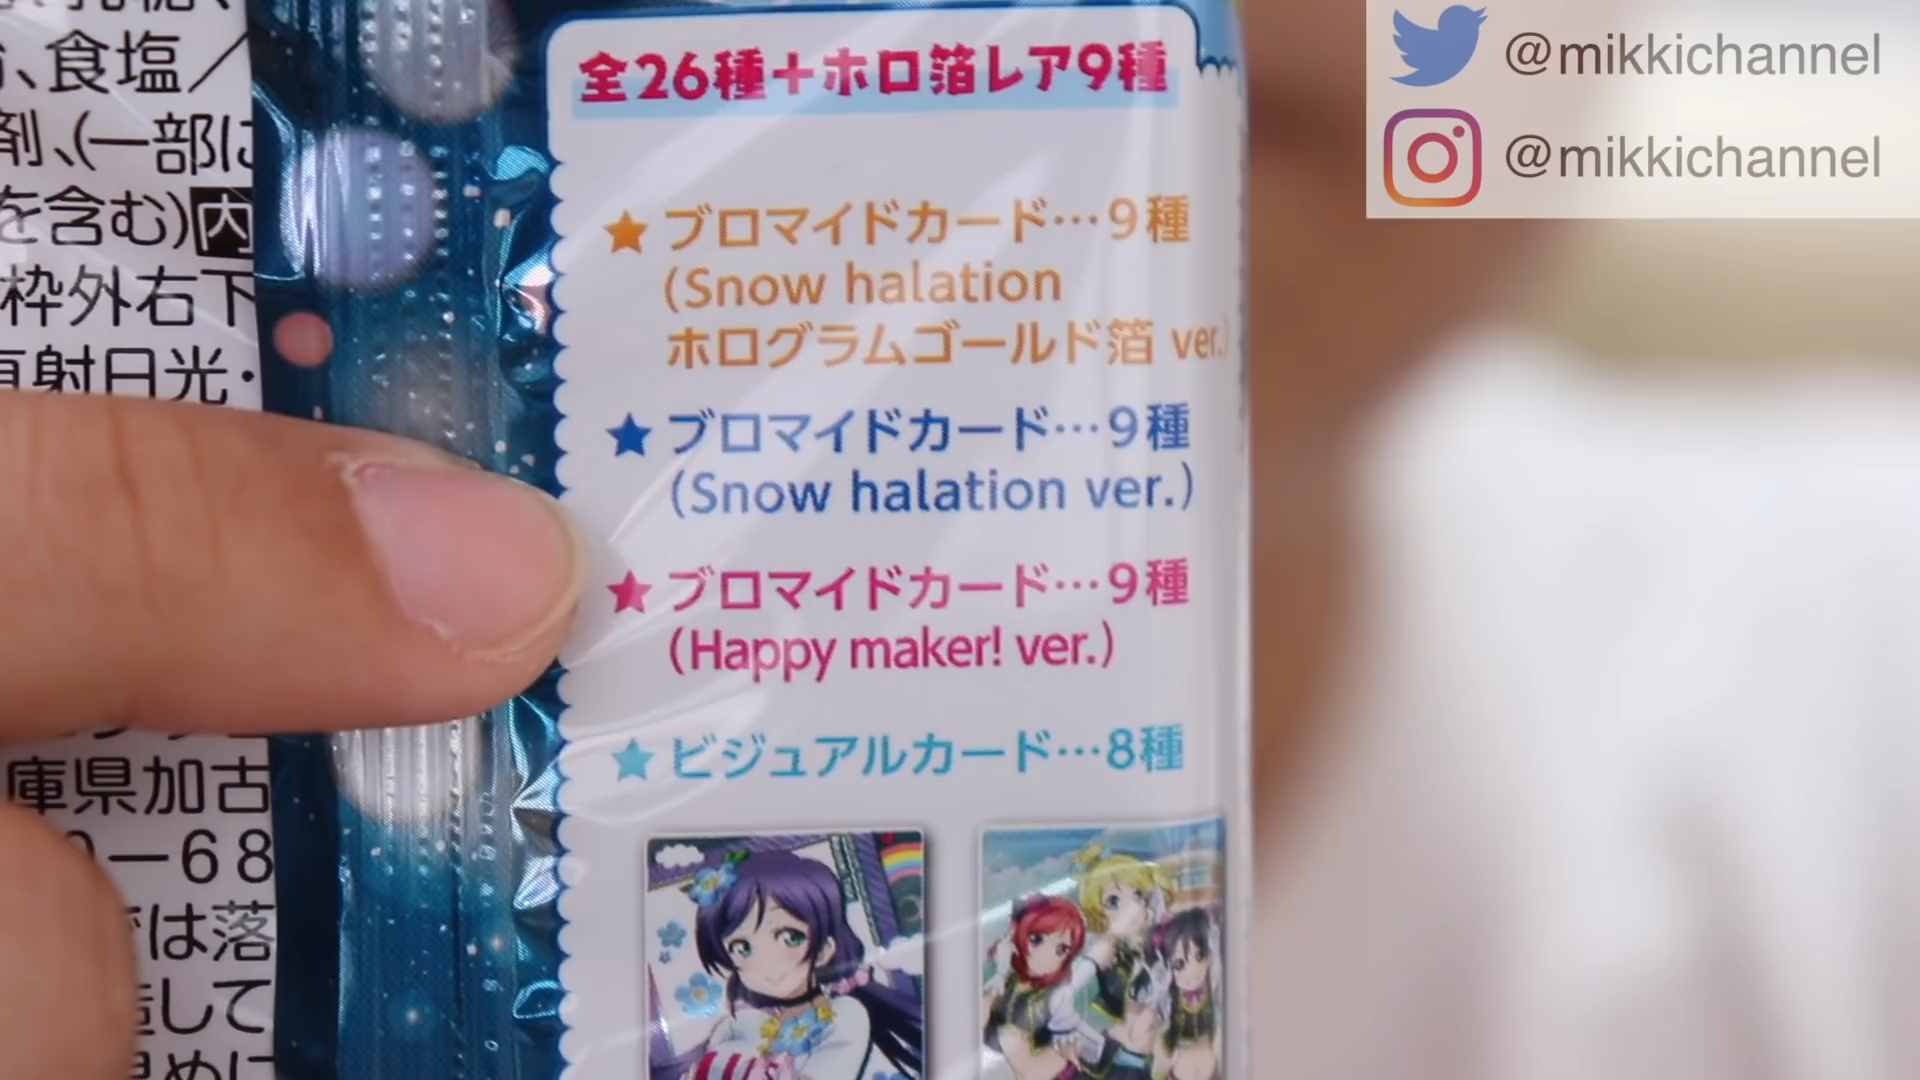 、食塩／
剤、(一部に
を含む)内
枠外右下
射日光・
庫県加古
ー68
は落
して
全26種＋ホロ箔レア9種
★ブロマイドカード…9種
(Snow halation
ホログラムゴールド箔 ver.)
★ブロマイドカード…9種
(Snow halation ver.)
★ブロマイドカード…9種
(Happy maker! ver.)
★ビジュアルカード…8種
@mikkichannel
@mikkichannel